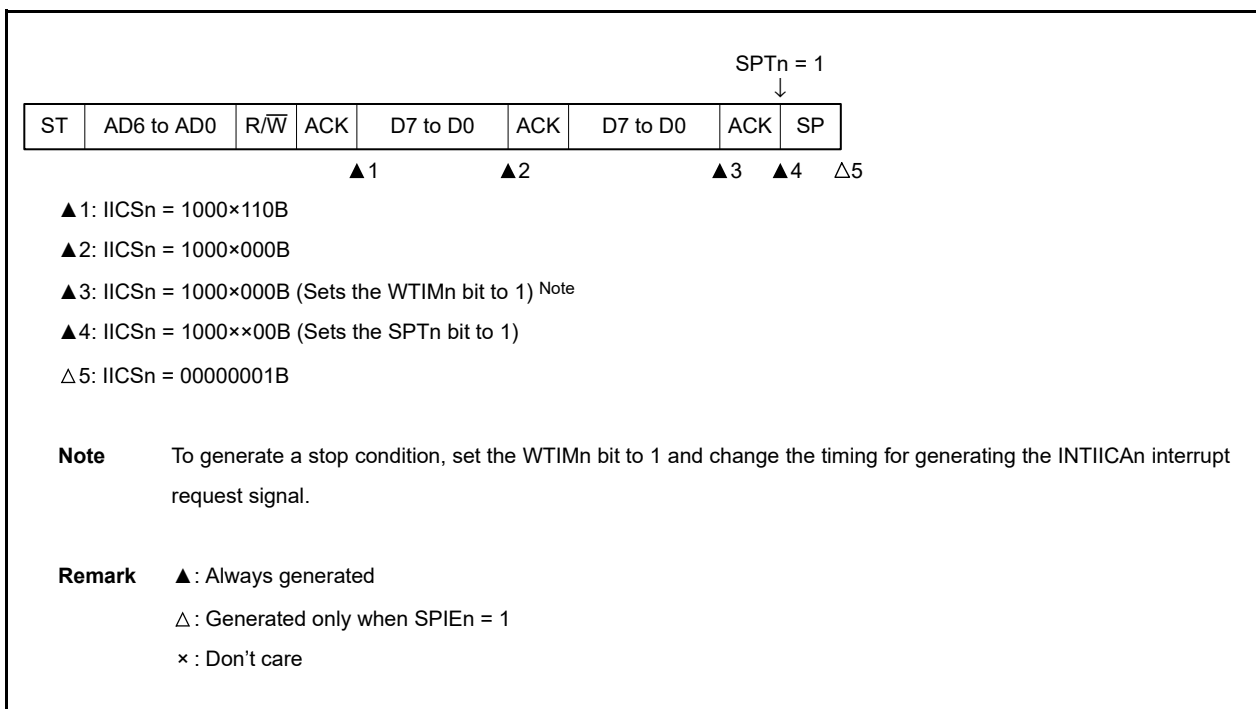 SPTn = 1
↓
ST AD6 to AD0 R/W̅ ACK D7 to D0 ACK D7 to D0 ACK SP
▲1 ▲2 ▲3 ▲4 △5
▲1: IICSn = 1000×110B
▲2: IICSn = 1000×000B
▲3: IICSn = 1000×000B (Sets the WTIMn bit to 1) Note
▲4: IICSn = 1000××00B (Sets the SPTn bit to 1)
△5: IICSn = 00000001B
Note To generate a stop condition, set the WTIMn bit to 1 and change the timing for generating the INTIICAn interrupt
request signal.
Remark ▲: Always generated
△: Generated only when SPIEn = 1
×: Don’t care